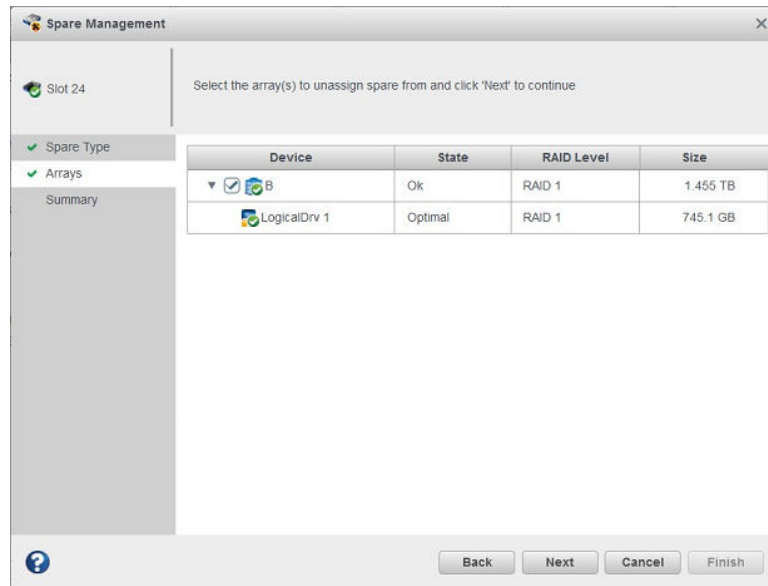 Spare Management
Slot 24
Select the array(s) to unassign spare from and click 'Next' to continue
Spare Type
Arrays
Summary
Device State RAID Level Size
B Ok RAID 1 1.455 TB
LogicalDrv 1 Optimal RAID 1 745.1 GB
Back Next Cancel Finish